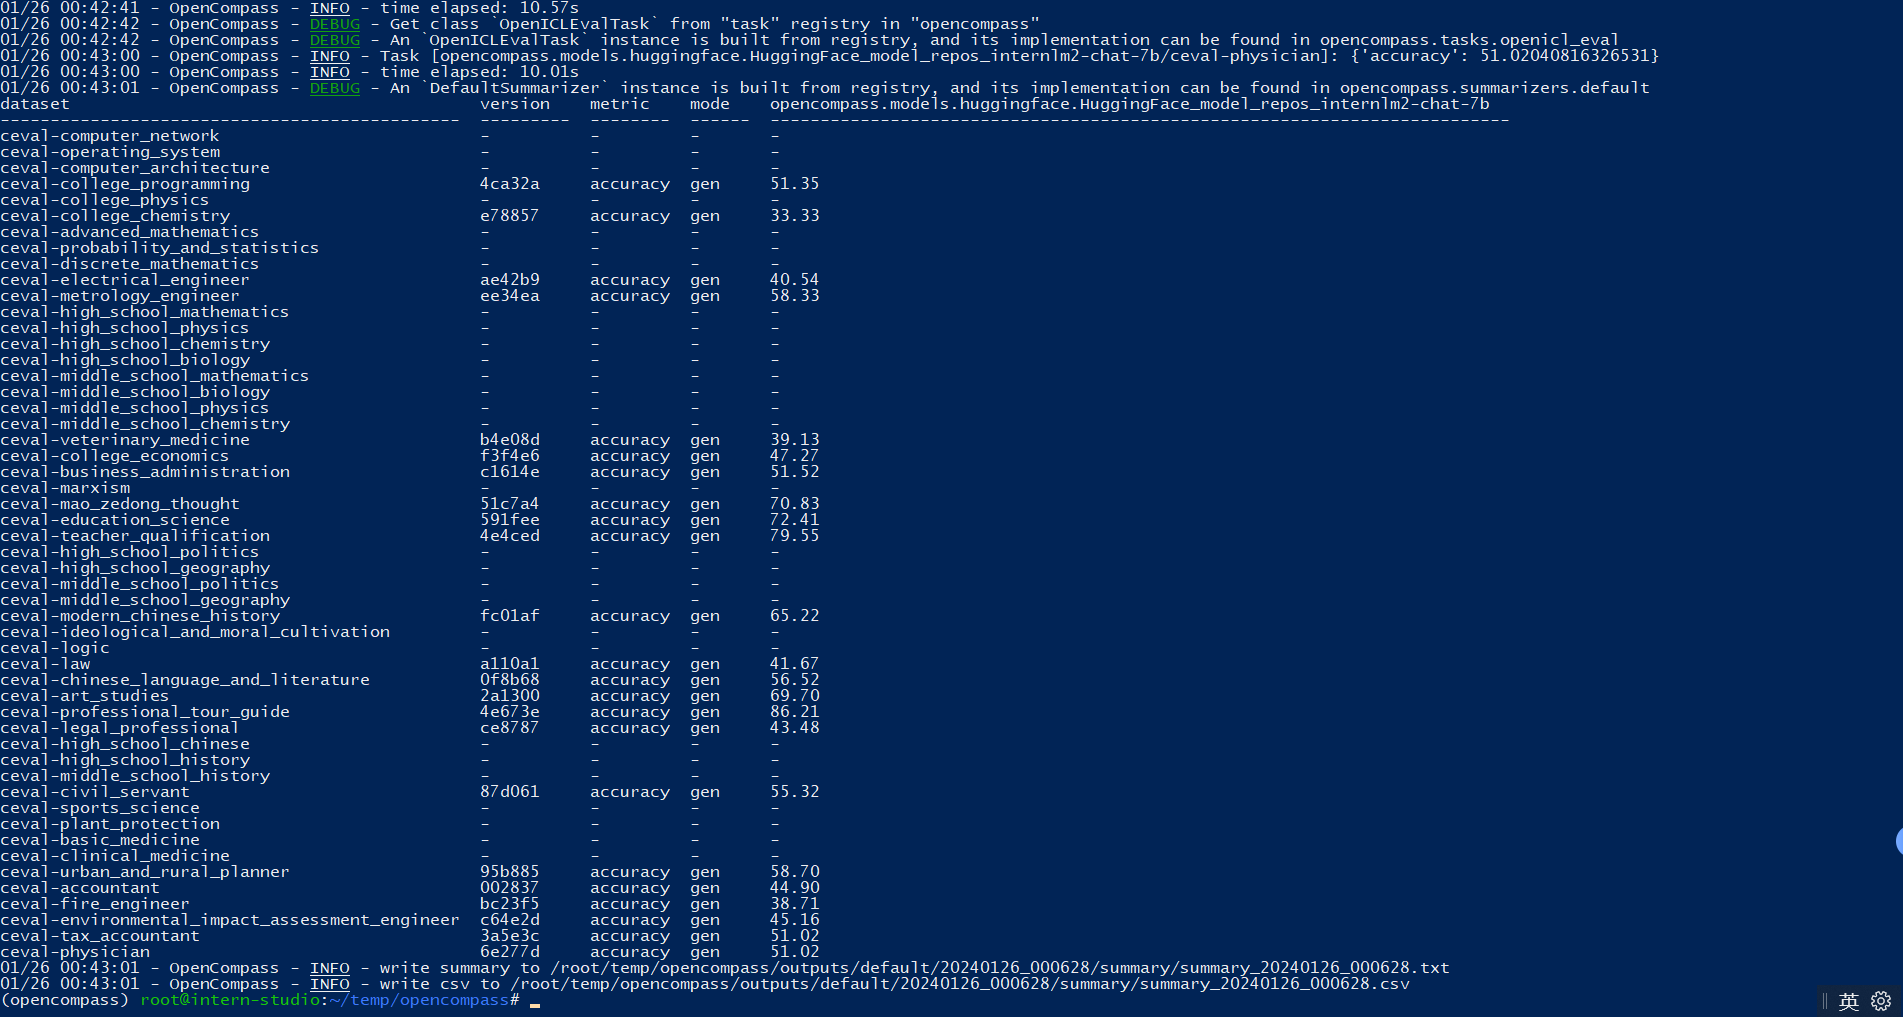 01/26 00:42:41 - OpenCompass - INFO - time elapsed: 10.57s
01/26 00:42:42 - OpenCompass - DEBUG - Get class `OpenICLEvalTask` from "task" registry in "opencompass"
01/26 00:42:42 - OpenCompass - DEBUG - An `OpenICLEvalTask` instance is built from registry, and its implementation can be found in opencompass.tasks.openicl_eval
01/26 00:43:00 - OpenCompass - INFO - Task [opencompass.models.huggingface.HuggingFace_model_repos_internlm2-chat-7b/ceval-physician]: {'accuracy': 51.02040816326531}
01/26 00:43:00 - OpenCompass - INFO - time elapsed: 10.01s
01/26 00:43:01 - OpenCompass - DEBUG - An `DefaultSummarizer` instance is built from registry, and its implementation can be found in opencompass.summarizers.default
dataset version metric mode opencompass.models.huggingface.HuggingFace_model_repos_internlm2-chat-7b
---------------------------------------------- --------- -------- ------ --------------------------------------------------------------------------
ceval-computer_network - - - -
ceval-operating_system - - - -
ceval-computer_architecture - - - -
ceval-college_programming 4ca32a accuracy gen 51.35
ceval-college_physics - - - -
ceval-college_chemistry e78857 accuracy gen 33.33
ceval-advanced_mathematics - - - -
ceval-probability_and_statistics - - - -
ceval-discrete_mathematics - - - -
ceval-electrical_engineer ae42b9 accuracy gen 40.54
ceval-metrology_engineer ee34ea accuracy gen 58.33
ceval-high_school_mathematics - - - -
ceval-high_school_physics - - - -
ceval-high_school_chemistry - - - -
ceval-high_school_biology - - - -
ceval-middle_school_mathematics - - - -
ceval-middle_school_biology - - - -
ceval-middle_school_physics - - - -
ceval-middle_school_chemistry - - - -
ceval-veterinary_medicine b4e08d accuracy gen 39.13
ceval-college_economics f3f4e6 accuracy gen 47.27
ceval-business_administration c1614e accuracy gen 51.52
ceval-marxism - - - -
ceval-mao_zedong_thought 51c7a4 accuracy gen 70.83
ceval-education_science 591fee accuracy gen 72.41
ceval-teacher_qualification 4e4ced accuracy gen 79.55
ceval-high_school_politics - - - -
ceval-high_school_geography - - - -
ceval-middle_school_politics - - - -
ceval-middle_school_geography - - - -
ceval-modern_chinese_history fc01af accuracy gen 65.22
ceval-ideological_and_moral_cultivation - - - -
ceval-logic - - - -
ceval-law a110a1 accuracy gen 41.67
ceval-chinese_language_and_literature 0f8b68 accuracy gen 56.52
ceval-art_studies 2a1300 accuracy gen 69.70
ceval-professional_tour_guide 4e673e accuracy gen 86.21
ceval-legal_professional ce8787 accuracy gen 43.48
ceval-high_school_chinese - - - -
ceval-high_school_history - - - -
ceval-middle_school_history - - - -
ceval-civil_servant 87d061 accuracy gen 55.32
ceval-sports_science - - - -
ceval-plant_protection - - - -
ceval-basic_medicine - - - -
ceval-clinical_medicine - - - -
ceval-urban_and_rural_planner 95b885 accuracy gen 58.70
ceval-accountant 002837 accuracy gen 44.90
ceval-fire_engineer bc23f5 accuracy gen 38.71
ceval-environmental_impact_assessment_engineer c64e2d accuracy gen 45.16
ceval-tax_accountant 3a5e3c accuracy gen 51.02
ceval-physician 6e277d accuracy gen 51.02
01/26 00:43:01 - OpenCompass - INFO - write summary to /root/temp/opencompass/outputs/default/20240126_000628/summary/summary_20240126_000628.txt
01/26 00:43:01 - OpenCompass - INFO - write csv to /root/temp/opencompass/outputs/default/20240126_000628/summary/summary_20240126_000628.csv
(opencompass) root@intern-studio:~/temp/opencompass#
英